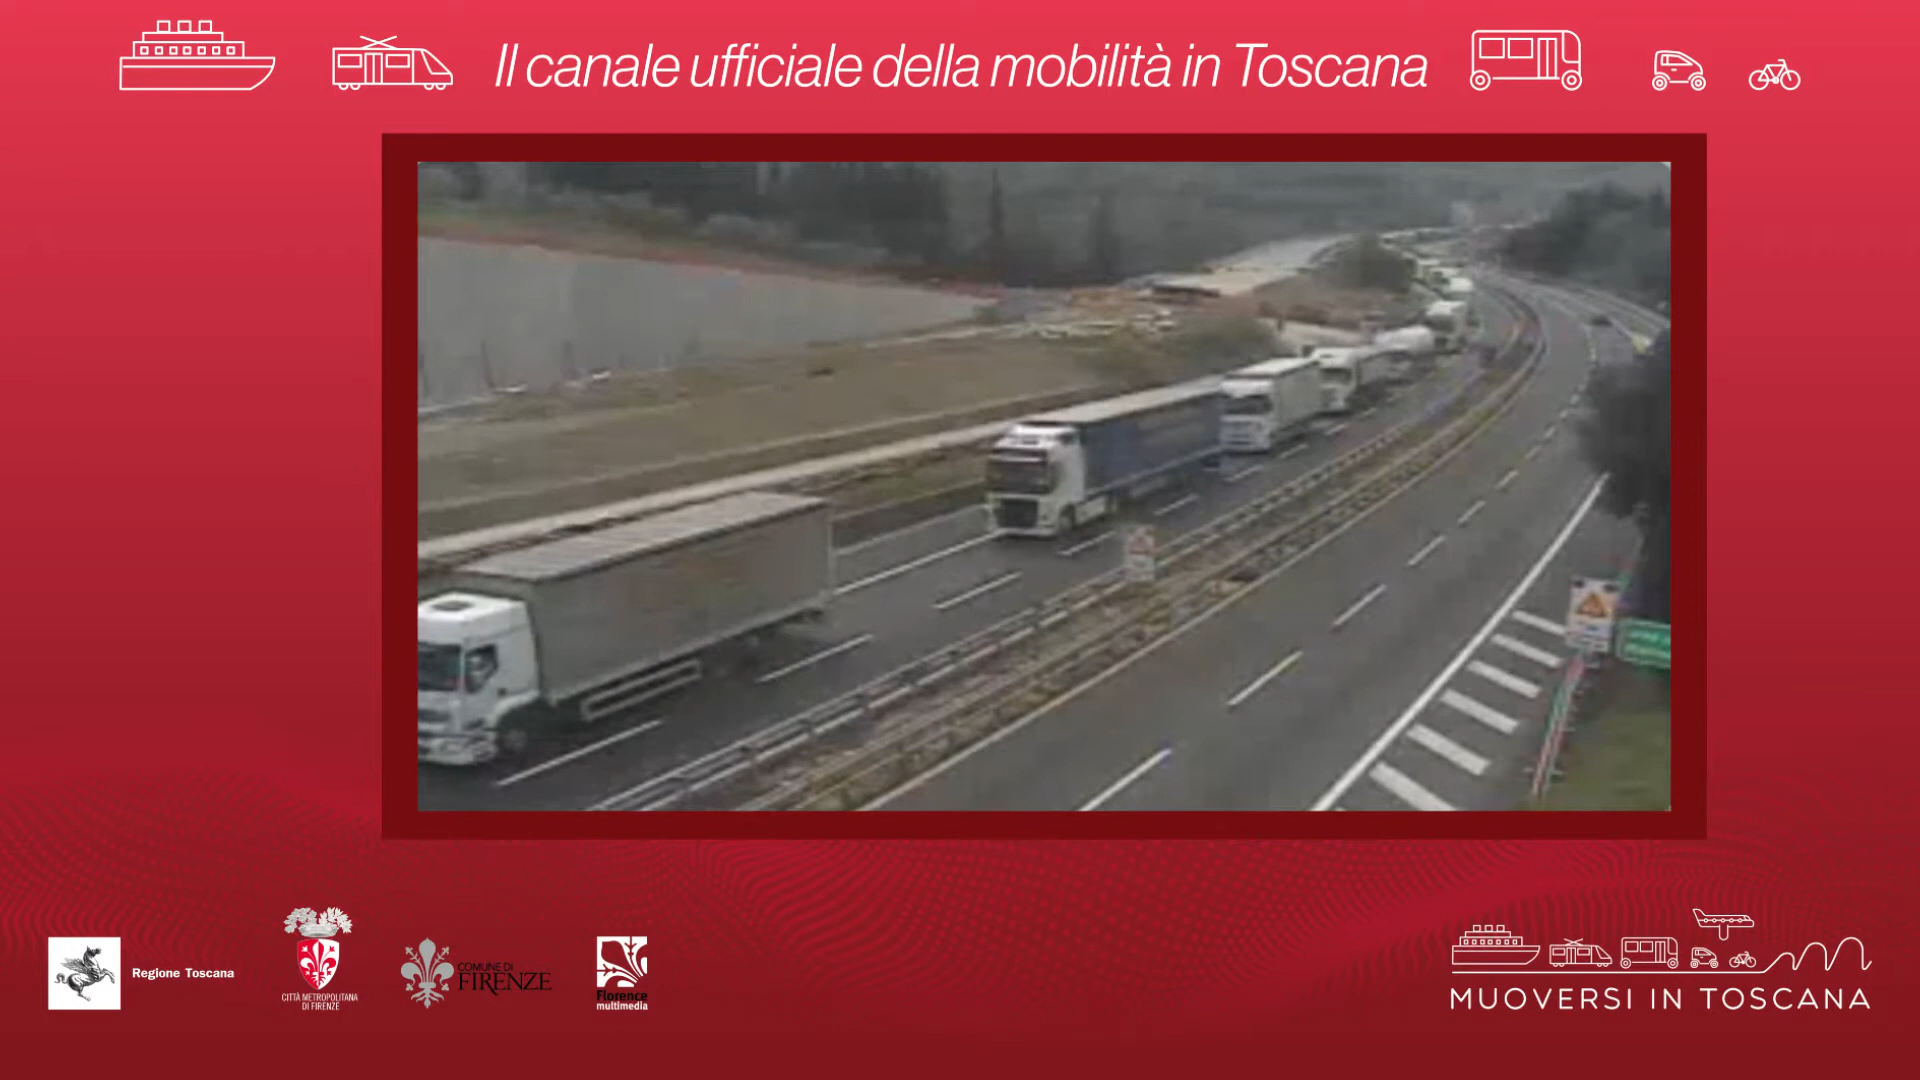 Il canale ufficiale della mobilità in Toscana
Regione Toscana
CITTÀ METROPOLITANA
DI FIRENZE
COMUNE DI
FIRENZE
Florence
multimedia
MUOVERSI IN TOSCANA